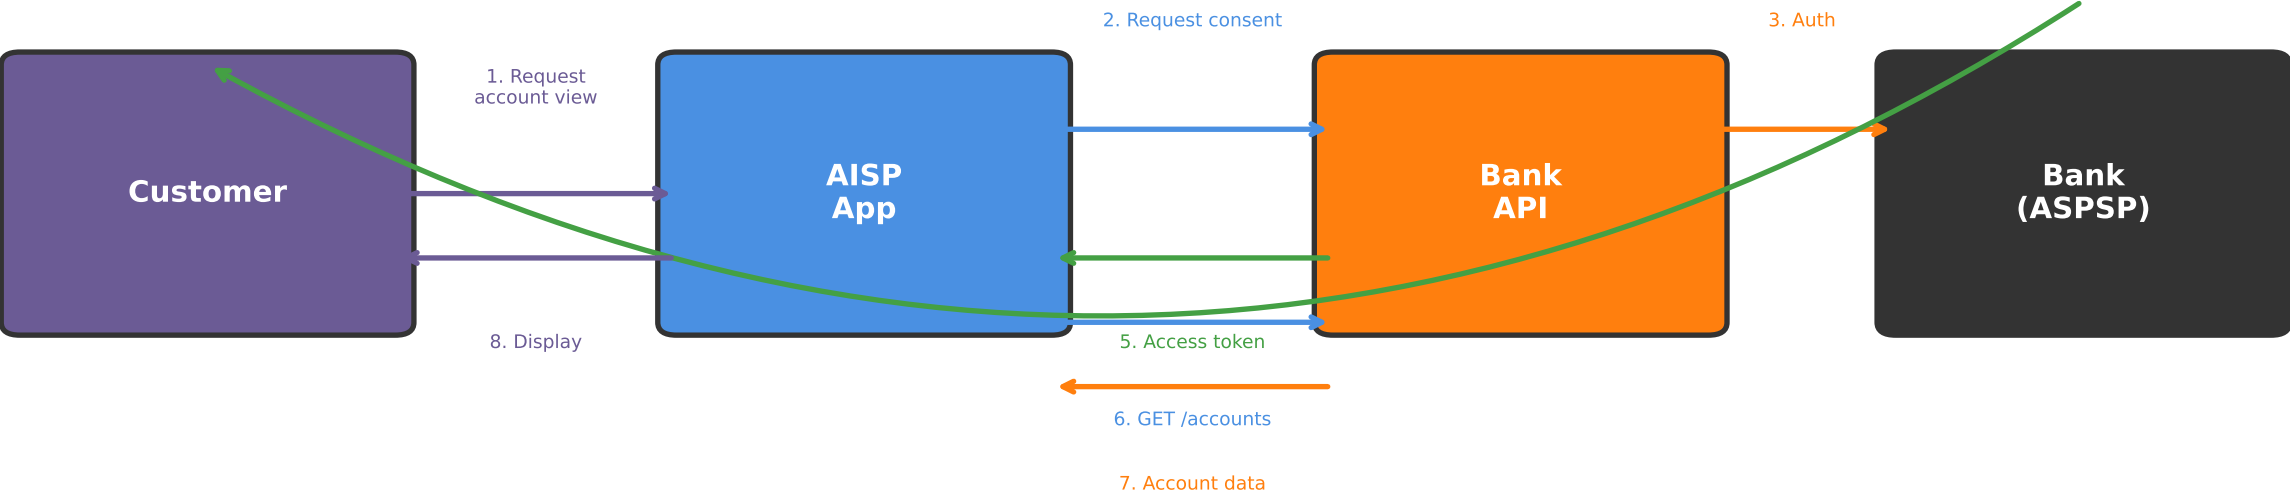 2. Request consent
3. Auth
1. Request
account view
Customer
AISP
App
Bank
API
Bank
(ASPSP)
8. Display
5. Access token
6. GET /accounts
7. Account data